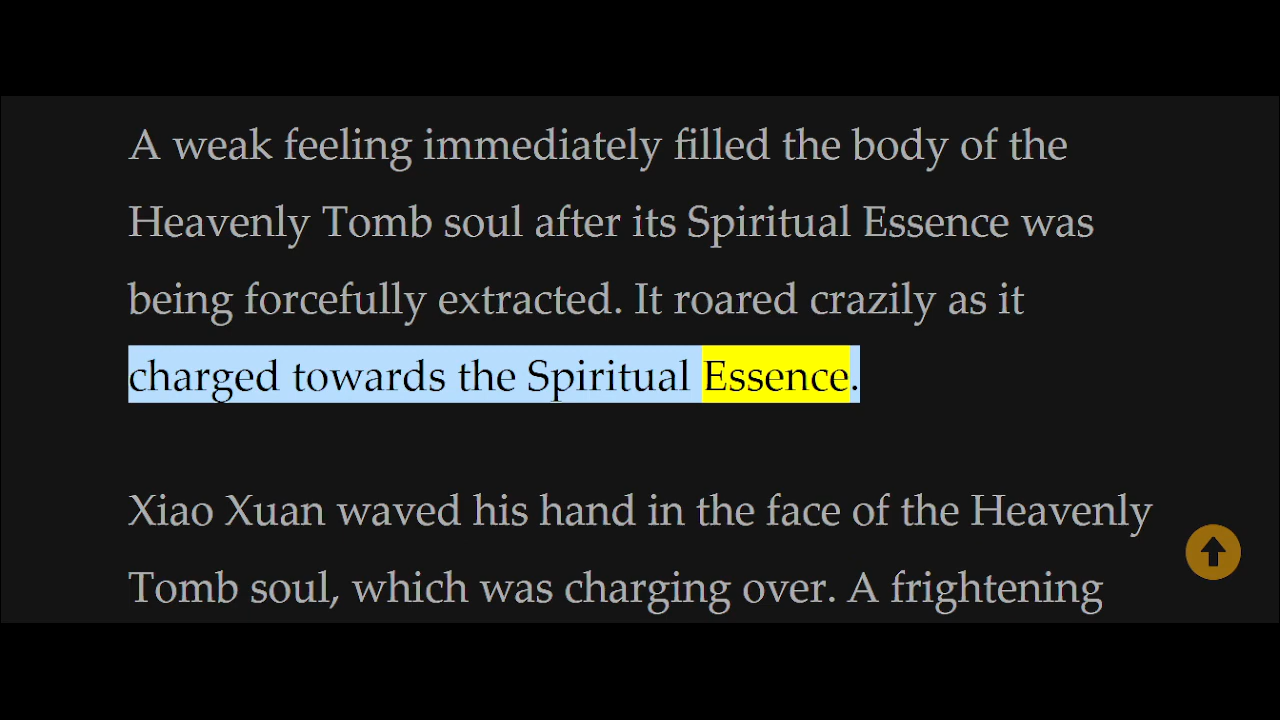 A weak feeling immediately filled the body of the
Heavenly Tomb soul after its Spiritual Essence was
being forcefully extracted. It roared crazily as it
charged towards the Spiritual Essence.
Xiao Xuan waved his hand in the face of the Heavenly
Tomb soul, which was charging over. A frightening